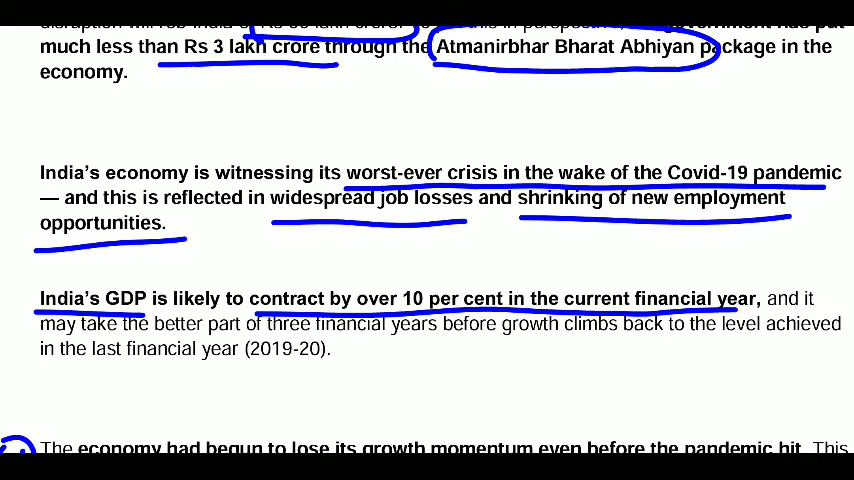 this in perspective,
much less than Rs 3 lakh crore through the Atmanirbhar Bharat Abhiyan package in the
economy.
India's economy is witnessing its worst-ever crisis in the wake of the Covid-19 pandemic
— and this is reflected in widespread job losses and shrinking of new employment
opportunities.
India's GDP is likely to contract by over 10 per cent in the current financial year, and it
may take the better part of three financial years before growth climbs back to the level achieved
in the last financial year (2019-20).
The economy had begun to lose its growth momentum even before the pandemic hit. This